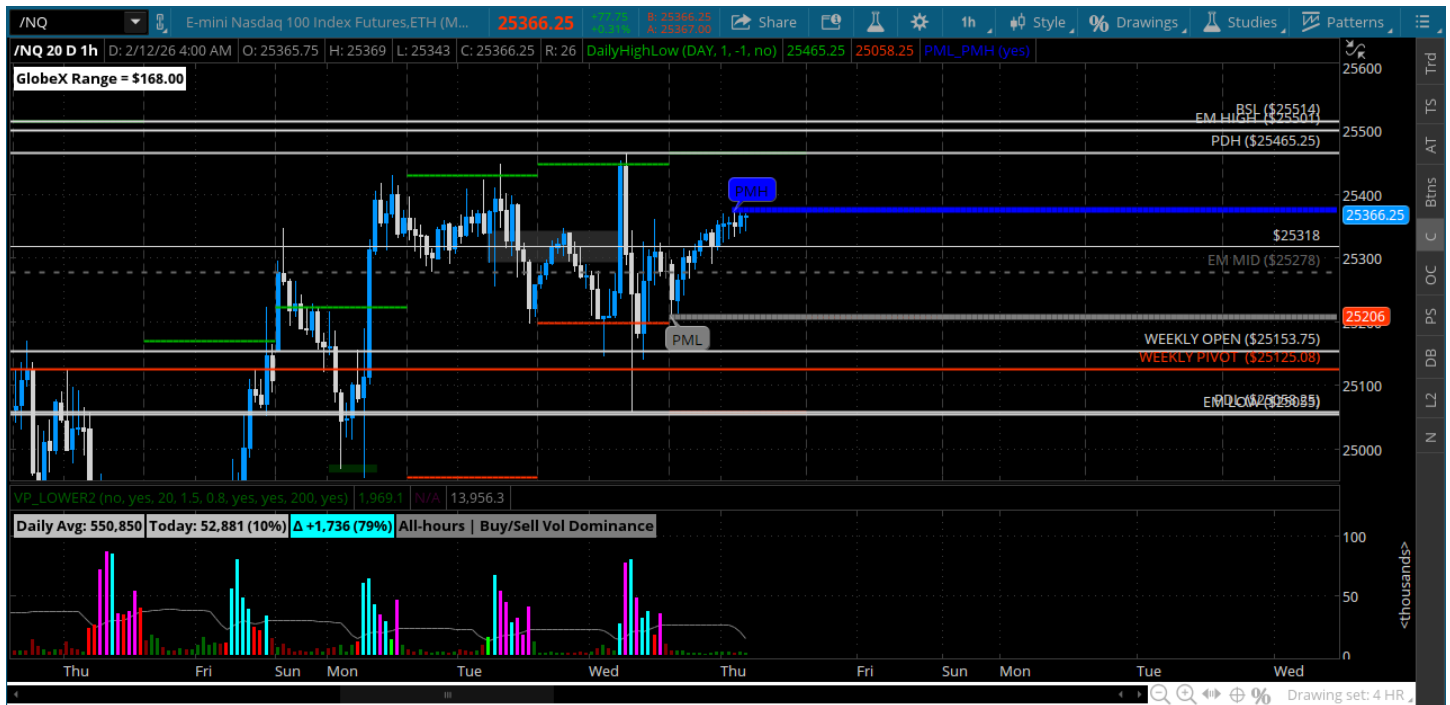 /NQ E-mini Nasdaq 100 Index Futures,ETH (M... 25366.25 +77.75 B: 25366.25 Share 1h Style Drawings Studies Patterns
+0.31% A: 25367.00
/NQ 20 D 1h D: 2/12/26 4:00 AM O: 25365.75 H: 25369 L: 25343 C: 25366.25 R: 26 DailyHighLow (DAY, 1, -1, no) 25465.25 25058.25 PML_PMH (yes)
GlobeX Range = $168.00
25600
BSL ($25514)
EM HIGH ($25501)
25500
PDH ($25465.25)
PMH
25400
25366.25
$25318
25300
EM MID ($25278)
25206
PML
WEEKLY OPEN ($25153.75)
WEEKLY PIVOT ($25125.08)
25100
PDL ($25058.25)
EM LOW ($25055)
25000
VP_LOWER2 (no, yes, 20, 1.5, 0.8, yes, yes, 200, yes) 1,969.1 N/A 13,956.3
Daily Avg: 550,850 Today: 52,881 (10%) Δ +1,736 (79%) All-hours | Buy/Sell Vol Dominance
100
50
0
<thousands>
Thu Fri Sun Mon Tue Wed Thu Fri Sun Mon Tue Wed
Drawing set: 4 HR
Trd
TS
AT
Btns
C
OC
PS
DB
L2
N